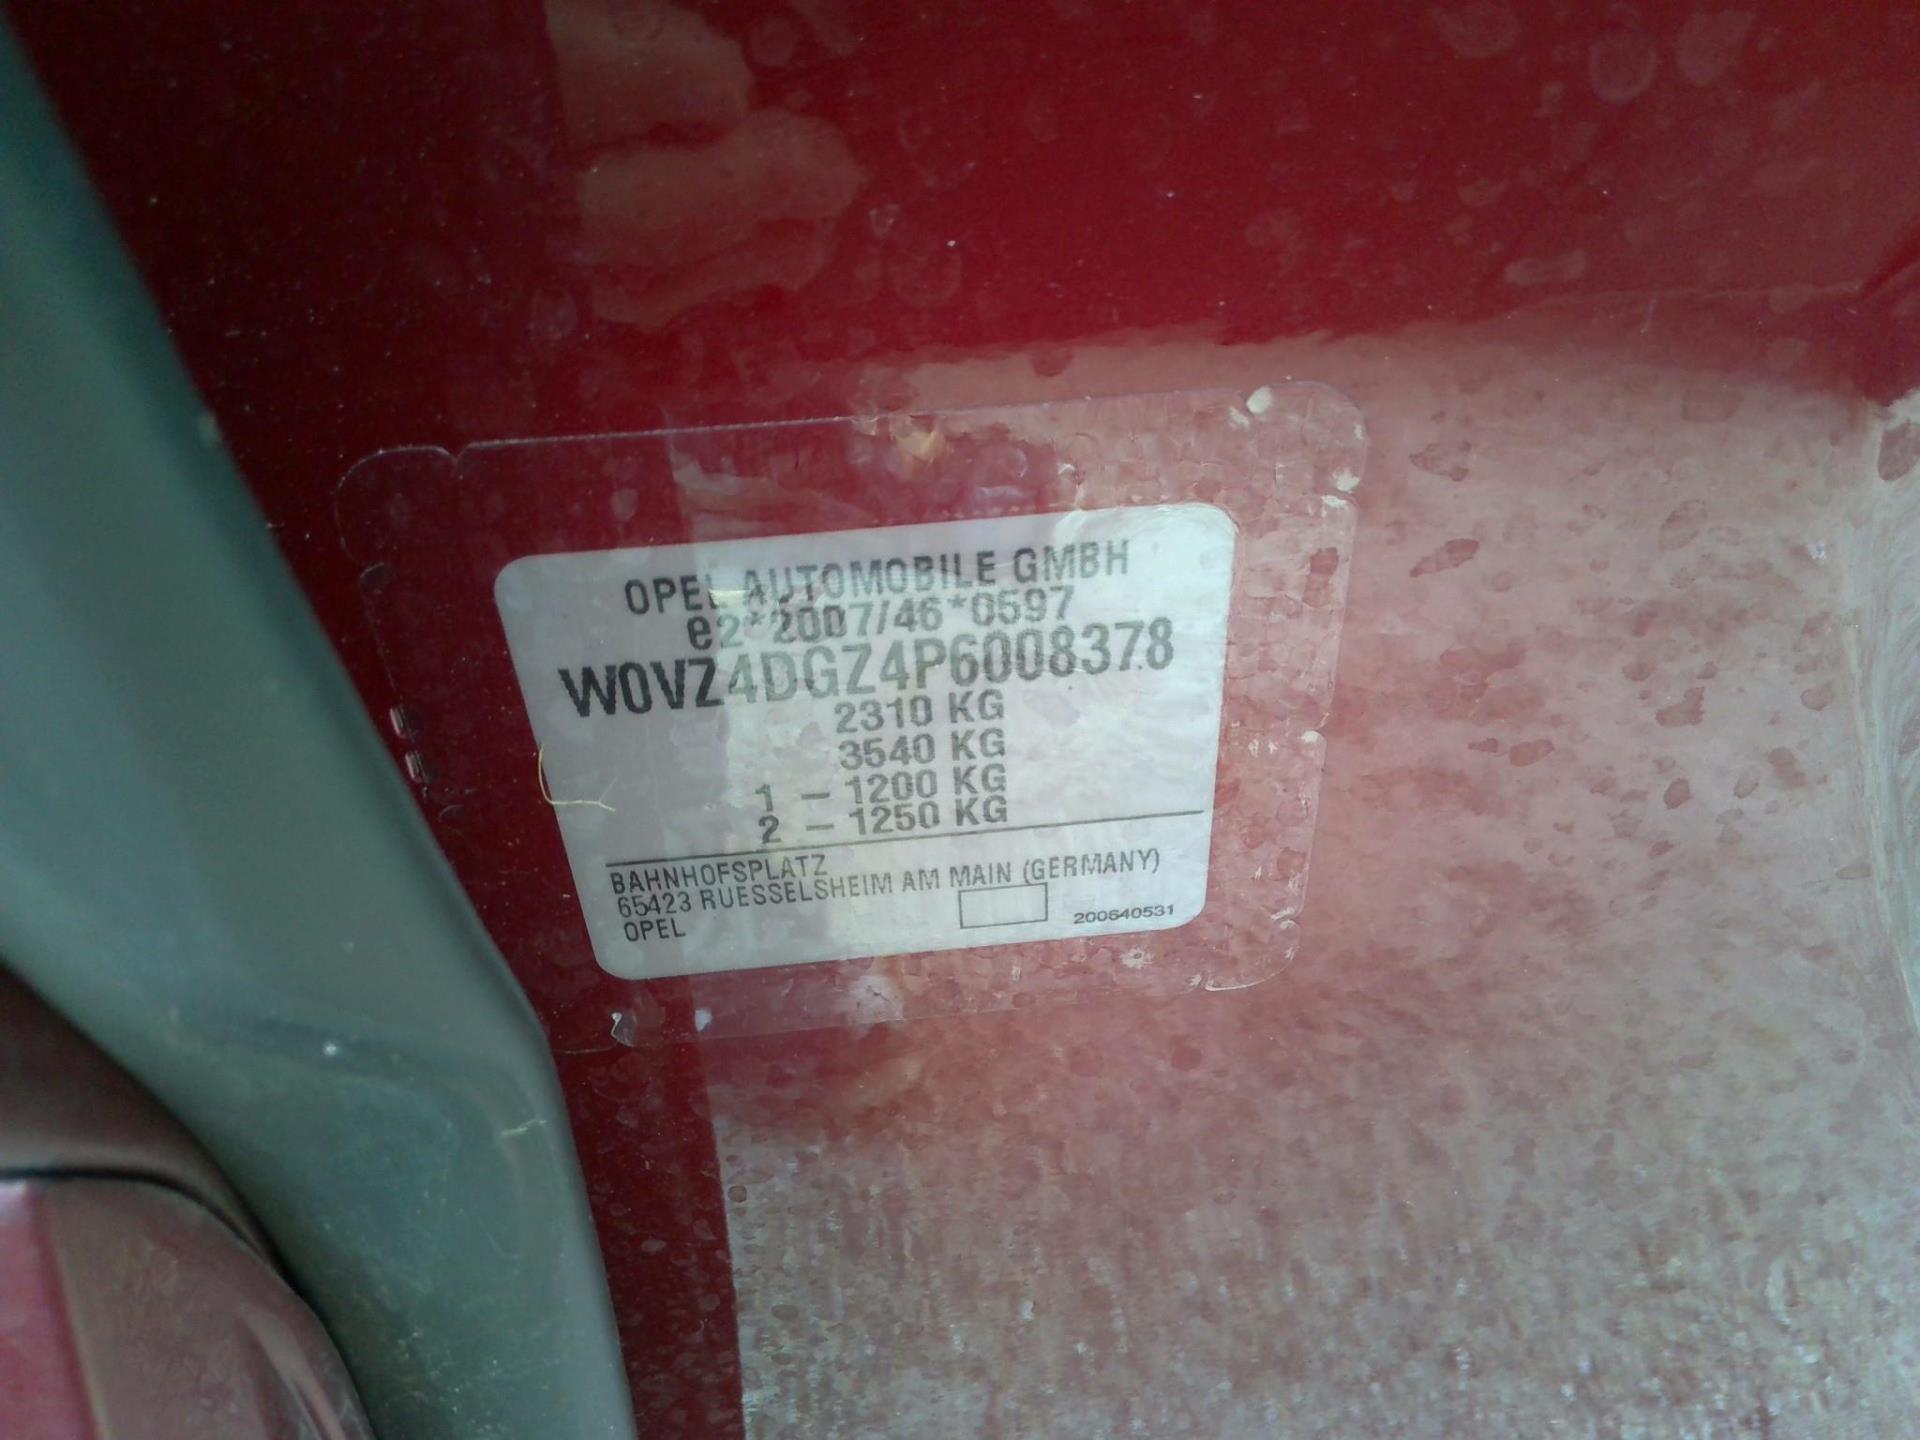 OPEL AUTOMOBILE GMBH
e2*2007/46*0597
W0VZ4DGZ4P6008378
2310 KG
3540 KG
1 – 1200 KG
2 – 1250 KG
BAHNHOFSPLATZ
65423 RUESSELSHEIM AM MAIN (GERMANY)
OPEL
200640531